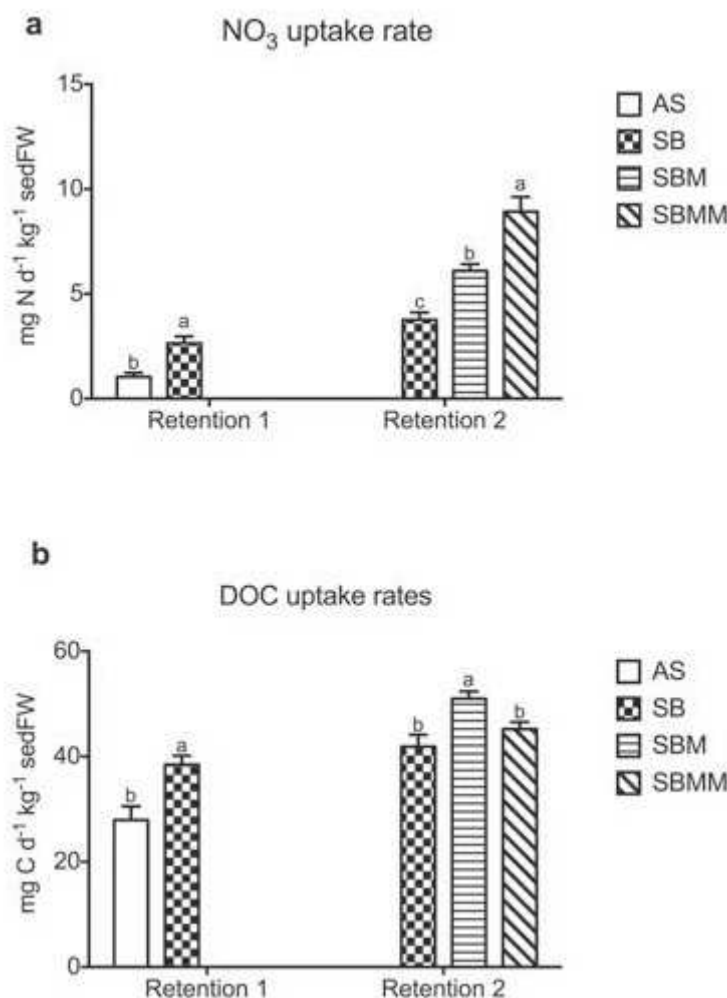 a
NO₃ uptake rate
mg N d⁻¹ kg⁻¹ sedFW
15
10
5
0
b
a
c
b
a
Retention 1
Retention 2
AS
SB
SBM
SBMM
b
DOC uptake rates
mg C d⁻¹ kg⁻¹ sedFW
60
40
20
0
b
a
b
a
b
Retention 1
Retention 2
AS
SB
SBM
SBMM